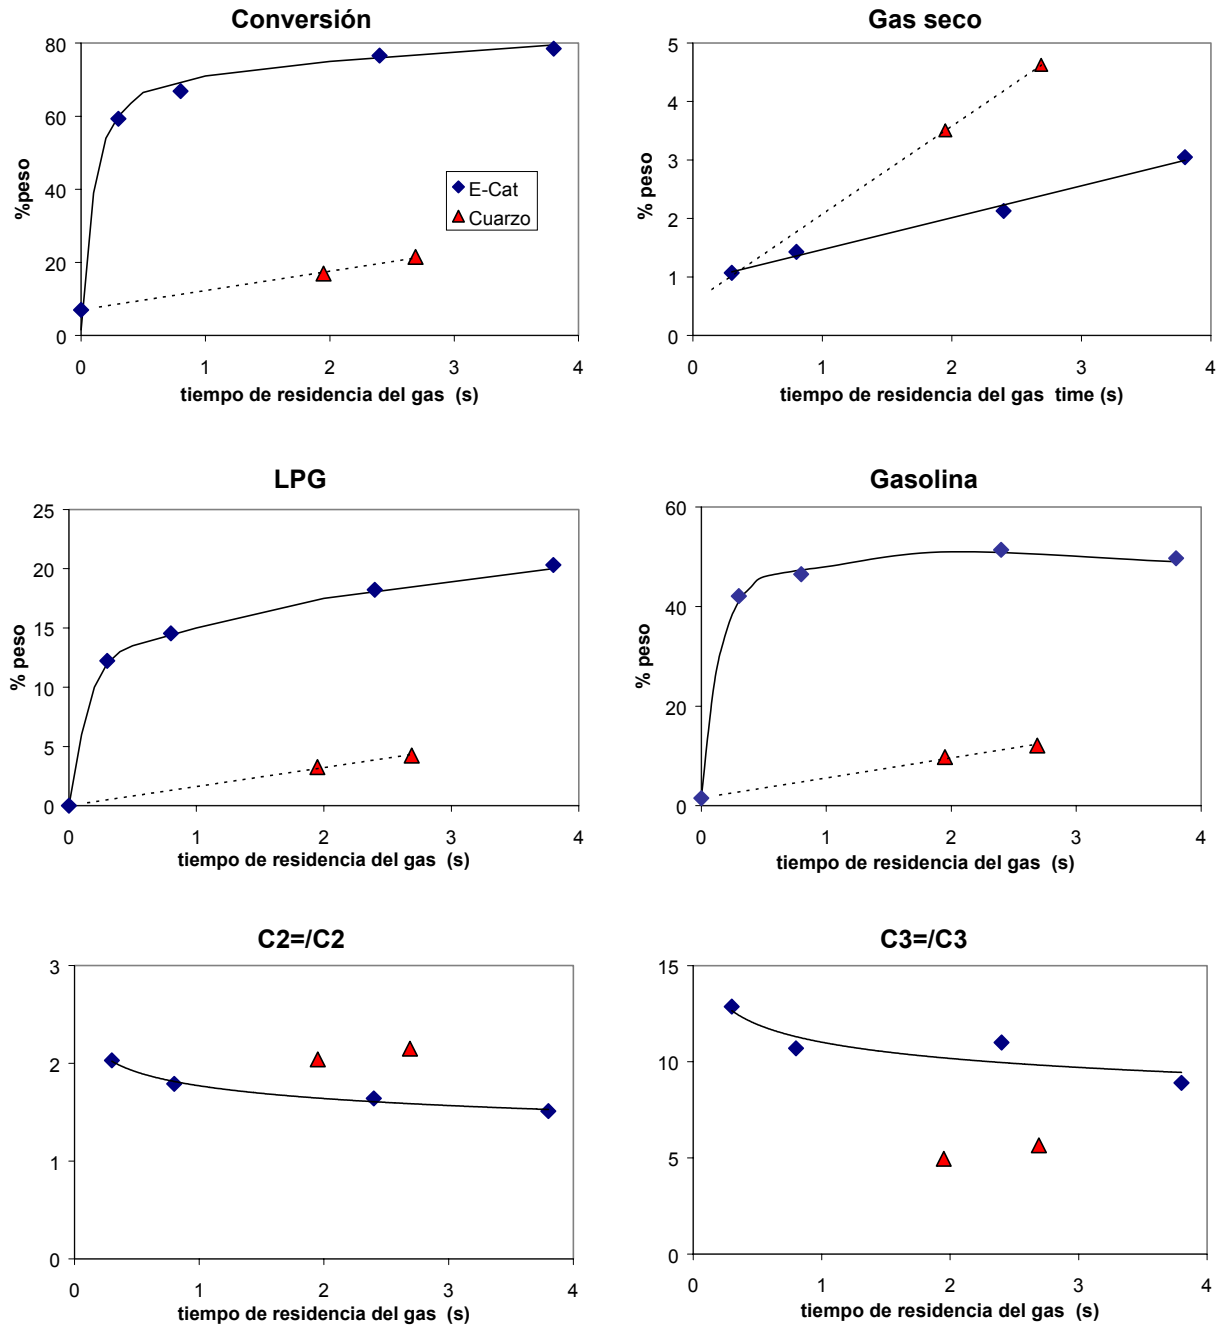 Conversión
80
60
40
20
0
%peso
E-Cat
Cuarzo
0 1 2 3 4
tiempo de residencia del gas (s)
Gas seco
5
4
3
2
1
0
% peso
0 1 2 3 4
tiempo de residencia del gas time (s)
LPG
25
20
15
10
5
0
% peso
0 1 2 3 4
tiempo de residencia del gas (s)
Gasolina
60
40
20
0
% peso
0 1 2 3 4
tiempo de residencia del gas (s)
C2=/C2
3
2
1
0
0 1 2 3 4
tiempo de residencia del gas (s)
C3=/C3
15
10
5
0
0 1 2 3 4
tiempo de residencia del gas (s)